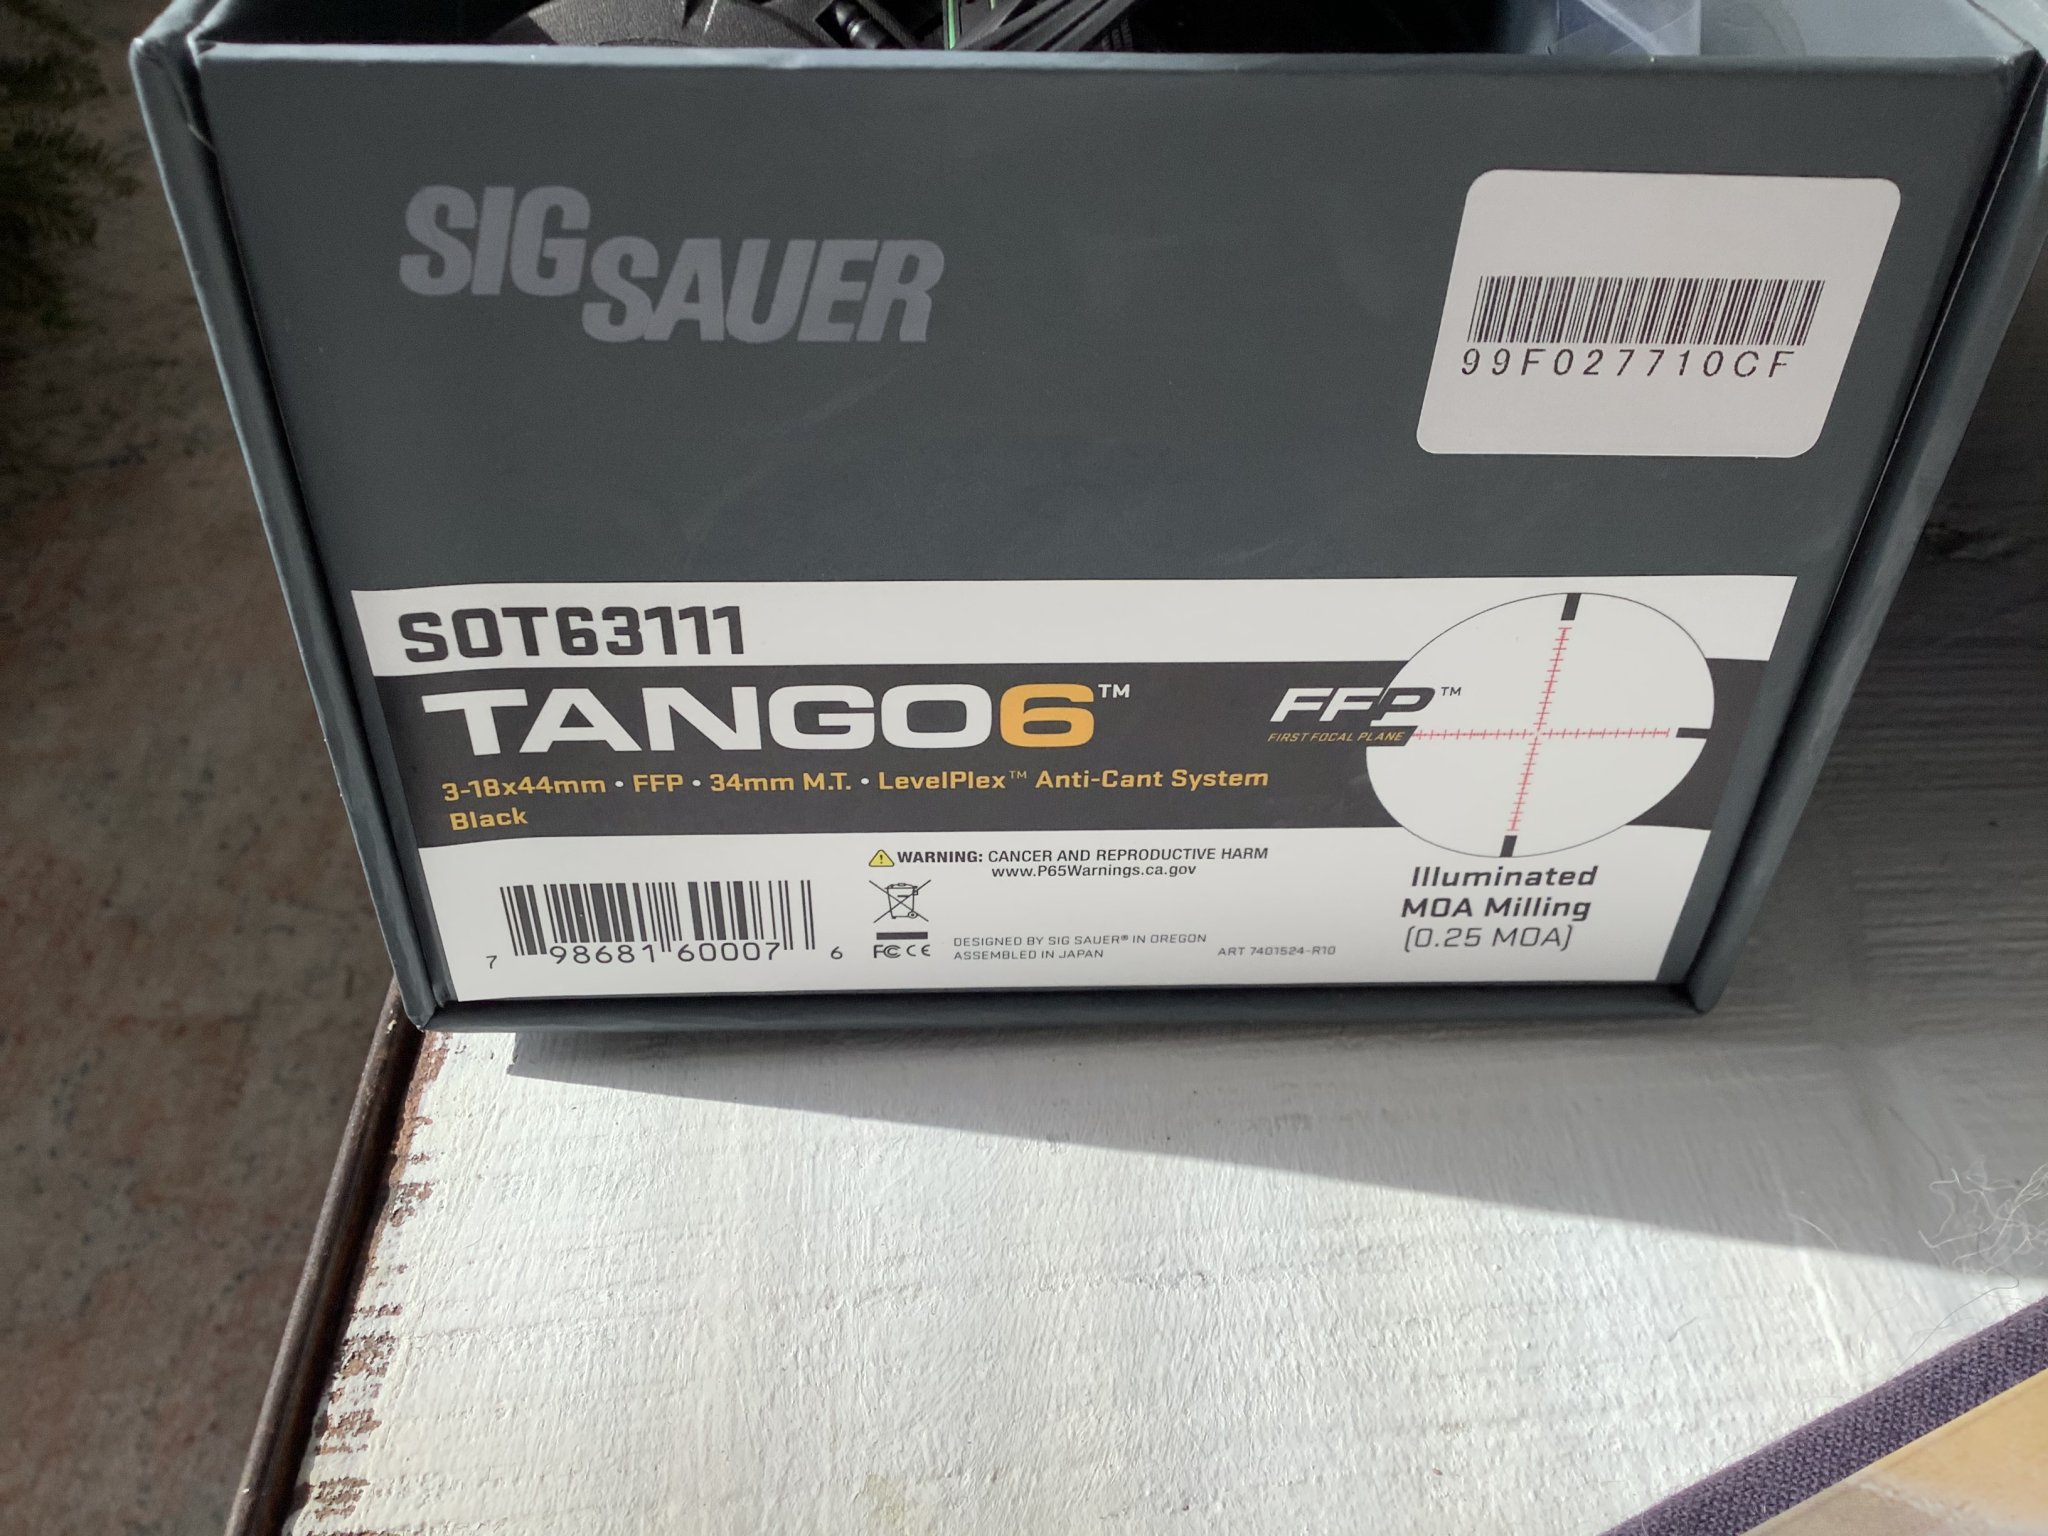 SIG SAUER
99F027710CF
SOT63111
TANGO6™
FFP™
FIRST FOCAL PLANE
3-18x44mm • FFP • 34mm M.T. • LevelPlex™ Anti-Cant System
Black
WARNING: CANCER AND REPRODUCTIVE HARM
www.P65Warnings.ca.gov
Illuminated
MOA Milling
(0.25 MOA)
7 98681 60007 6
FC CE
DESIGNED BY SIG SAUER® IN OREGON
ASSEMBLED IN JAPAN
ART 7401524-R10